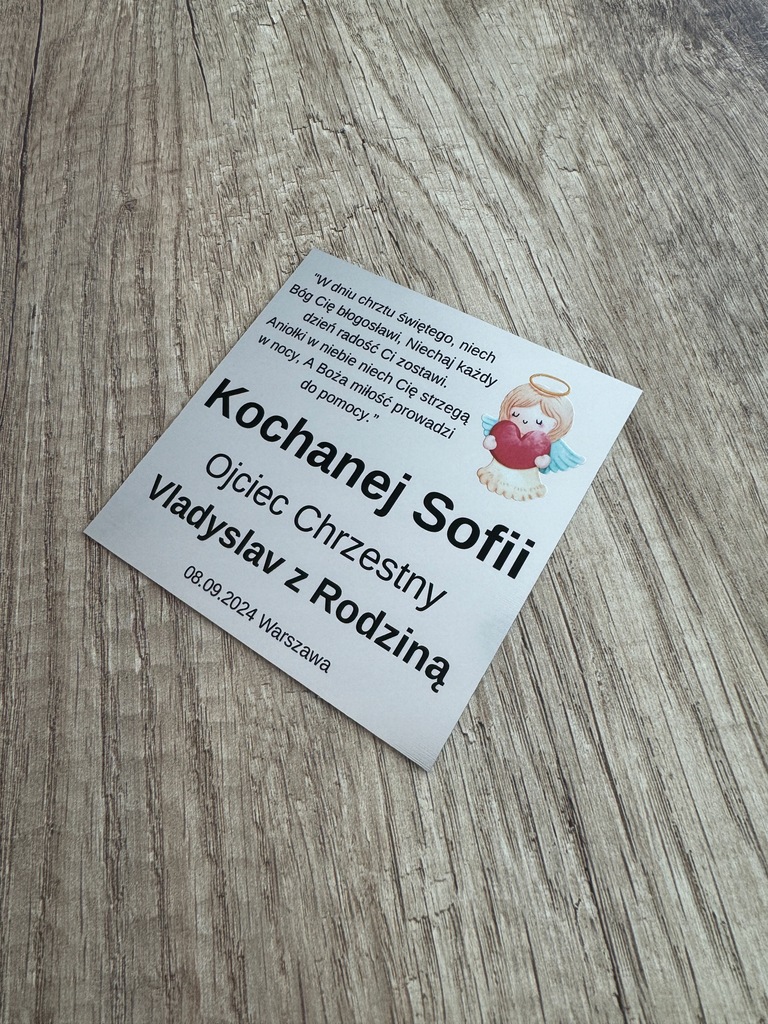 "W dniu chrztu świętego, niech
Bóg Cię błogosławi, Niechaj każdy
dzień radość Ci zostawi.
Aniołki w niebie niech Cię strzegą
w nocy, A Boża miłość prowadzi
do pomocy."
Kochanej Sofii
Ojciec Chrzestny
Vladyslav z Rodziną
08.09.2024 Warszawa